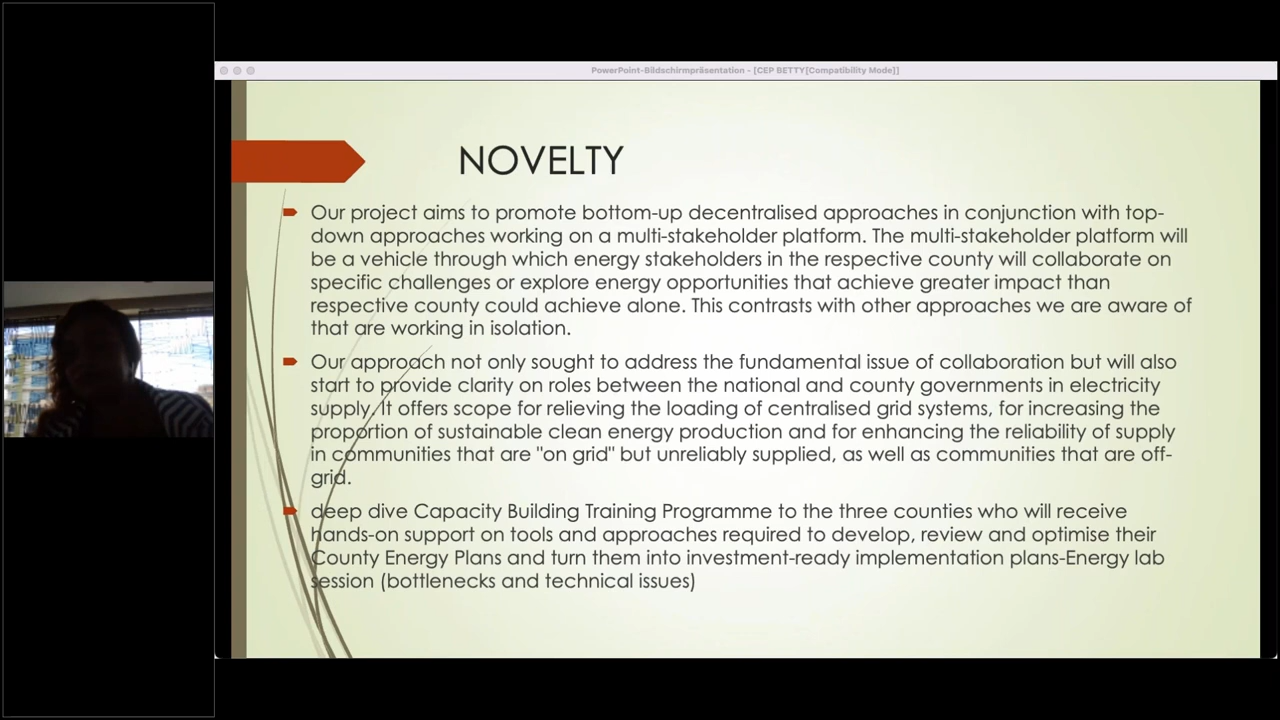 PowerPoint-Bildschirmpräsentation - [CEP BETTY[Compatibility Mode]]
NOVELTY
Our project aims to promote bottom-up decentralised approaches in conjunction with top-
down approaches working on a multi-stakeholder platform. The multi-stakeholder platform will
be a vehicle through which energy stakeholders in the respective county will collaborate on
specific challenges or explore energy opportunities that achieve greater impact than
respective county could achieve alone. This contrasts with other approaches we are aware of
that are working in isolation.
Our approach not only sought to address the fundamental issue of collaboration but will also
start to provide clarity on roles between the national and county governments in electricity
supply. It offers scope for relieving the loading of centralised grid systems, for increasing the
proportion of sustainable clean energy production and for enhancing the reliability of supply
in communities that are "on grid" but unreliably supplied, as well as communities that are off-
grid.
deep dive Capacity Building Training Programme to the three counties who will receive
hands-on support on tools and approaches required to develop, review and optimise their
County Energy Plans and turn them into investment-ready implementation plans-Energy lab
session (bottlenecks and technical issues)